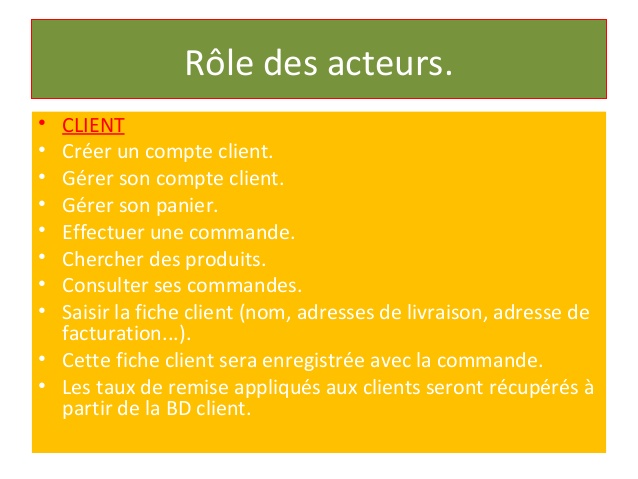 Rôle des acteurs.
• CLIENT
• Créer un compte client.
• Gérer son compte client.
• Gérer son panier.
• Effectuer une commande.
• Chercher des produits.
• Consulter ses commandes.
• Saisir la fiche client (nom, adresses de livraison, adresse de
facturation...).
• Cette fiche client sera enregistrée avec la commande.
• Les taux de remise appliqués aux clients seront récupérés à
partir de la BD client.